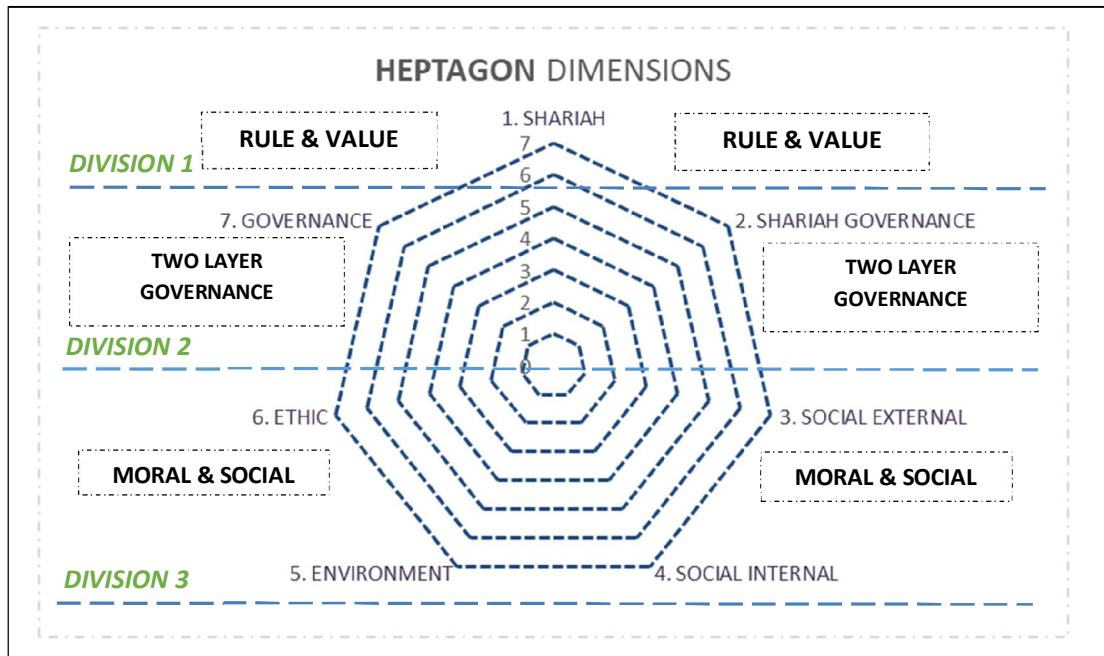 HEPTAGON DIMENSIONS
1. SHARIAH
RULE & VALUE
RULE & VALUE
DIVISION 1
7
6
5
4
3
2
1
0
7. GOVERNANCE
2. SHARIAH GOVERNANCE
TWO LAYER
GOVERNANCE
TWO LAYER
GOVERNANCE
DIVISION 2
6. ETHIC
3. SOCIAL EXTERNAL
MORAL & SOCIAL
MORAL & SOCIAL
5. ENVIRONMENT
4. SOCIAL INTERNAL
DIVISION 3